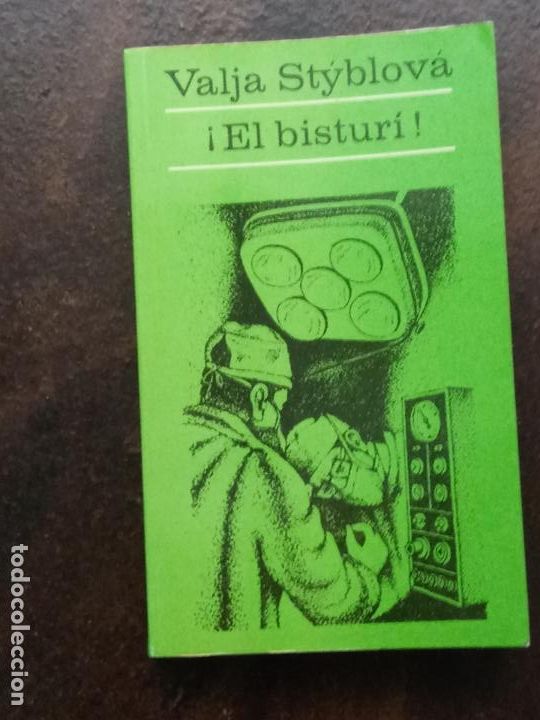 Valja Stýblová
¡El bisturí!
todocoleccion